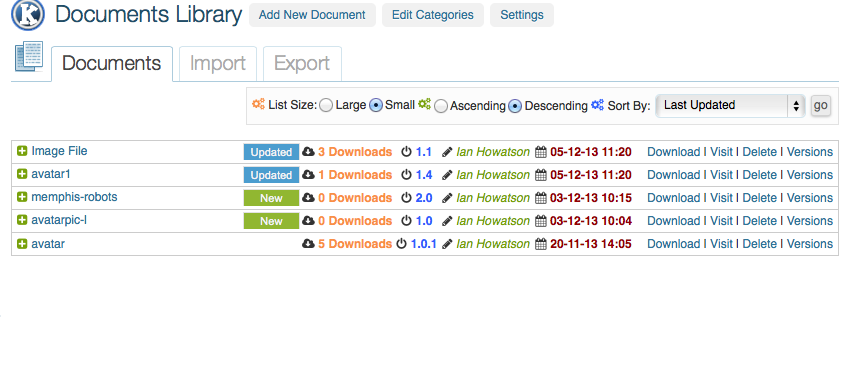 K Documents Library Add New Document Edit Categories Settings
Documents Import Export
List Size: Large Small Ascending Descending Sort By: Last Updated go
Image File Updated 3 Downloads 1.1 Ian Howatson 05-12-13 11:20 Download | Visit | Delete | Versions
avatar1 Updated 1 Downloads 1.4 Ian Howatson 05-12-13 11:20 Download | Visit | Delete | Versions
memphis-robots New 0 Downloads 2.0 Ian Howatson 03-12-13 10:15 Download | Visit | Delete | Versions
avatarpic-l New 0 Downloads 1.0 Ian Howatson 03-12-13 10:04 Download | Visit | Delete | Versions
avatar 5 Downloads 1.0.1 Ian Howatson 20-11-13 14:05 Download | Visit | Delete | Versions